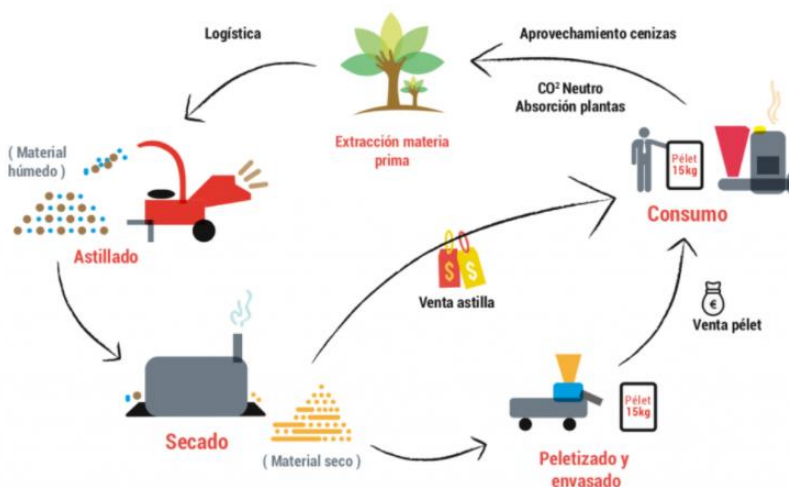 Logística
Aprovechamiento cenizas
CO² Neutro
Absorción plantas
Extracción materia
prima
( Material
húmedo )
Astillado
Pélet
15kg
Consumo
$ $
Venta astilla
€
Venta pélet
Secado
( Material seco )
Pélet
15kg
Peletizado y
envasado